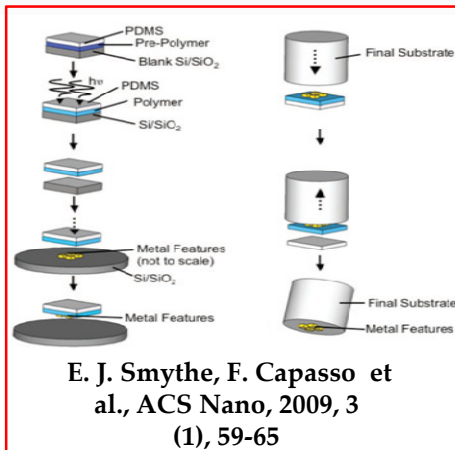 PDMS
Pre-Polymer
Blank Si/SiO₂
hν
PDMS
Polymer
Si/SiO₂
Metal Features
(not to scale)
Si/SiO₂
Metal Features
Final Substrate
Final Substrate
Metal Features
E. J. Smythe, F. Capasso et
al., ACS Nano, 2009, 3
(1), 59-65